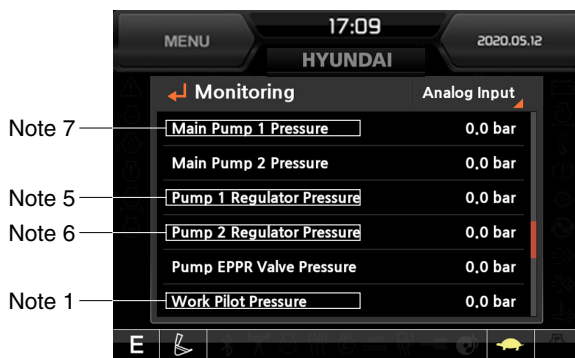 17:09
MENU
2020.05.12
HYUNDAI
Monitoring Analog Input
Note 7 Main Pump 1 Pressure 0.0 bar
Main Pump 2 Pressure 0.0 bar
Note 5 Pump 1 Regulator Pressure 0.0 bar
Note 6 Pump 2 Regulator Pressure 0.0 bar
Pump EPPR Valve Pressure 0.0 bar
Note 1 Work Pilot Pressure 0.0 bar
E